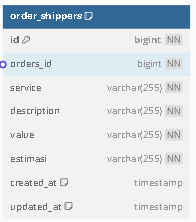 order_shippers
id bigint NN
orders_id bigint NN
service varchar(255) NN
description varchar(255) NN
value varchar(255) NN
estimasi varchar(255) NN
created_at timestamp
updated_at timestamp